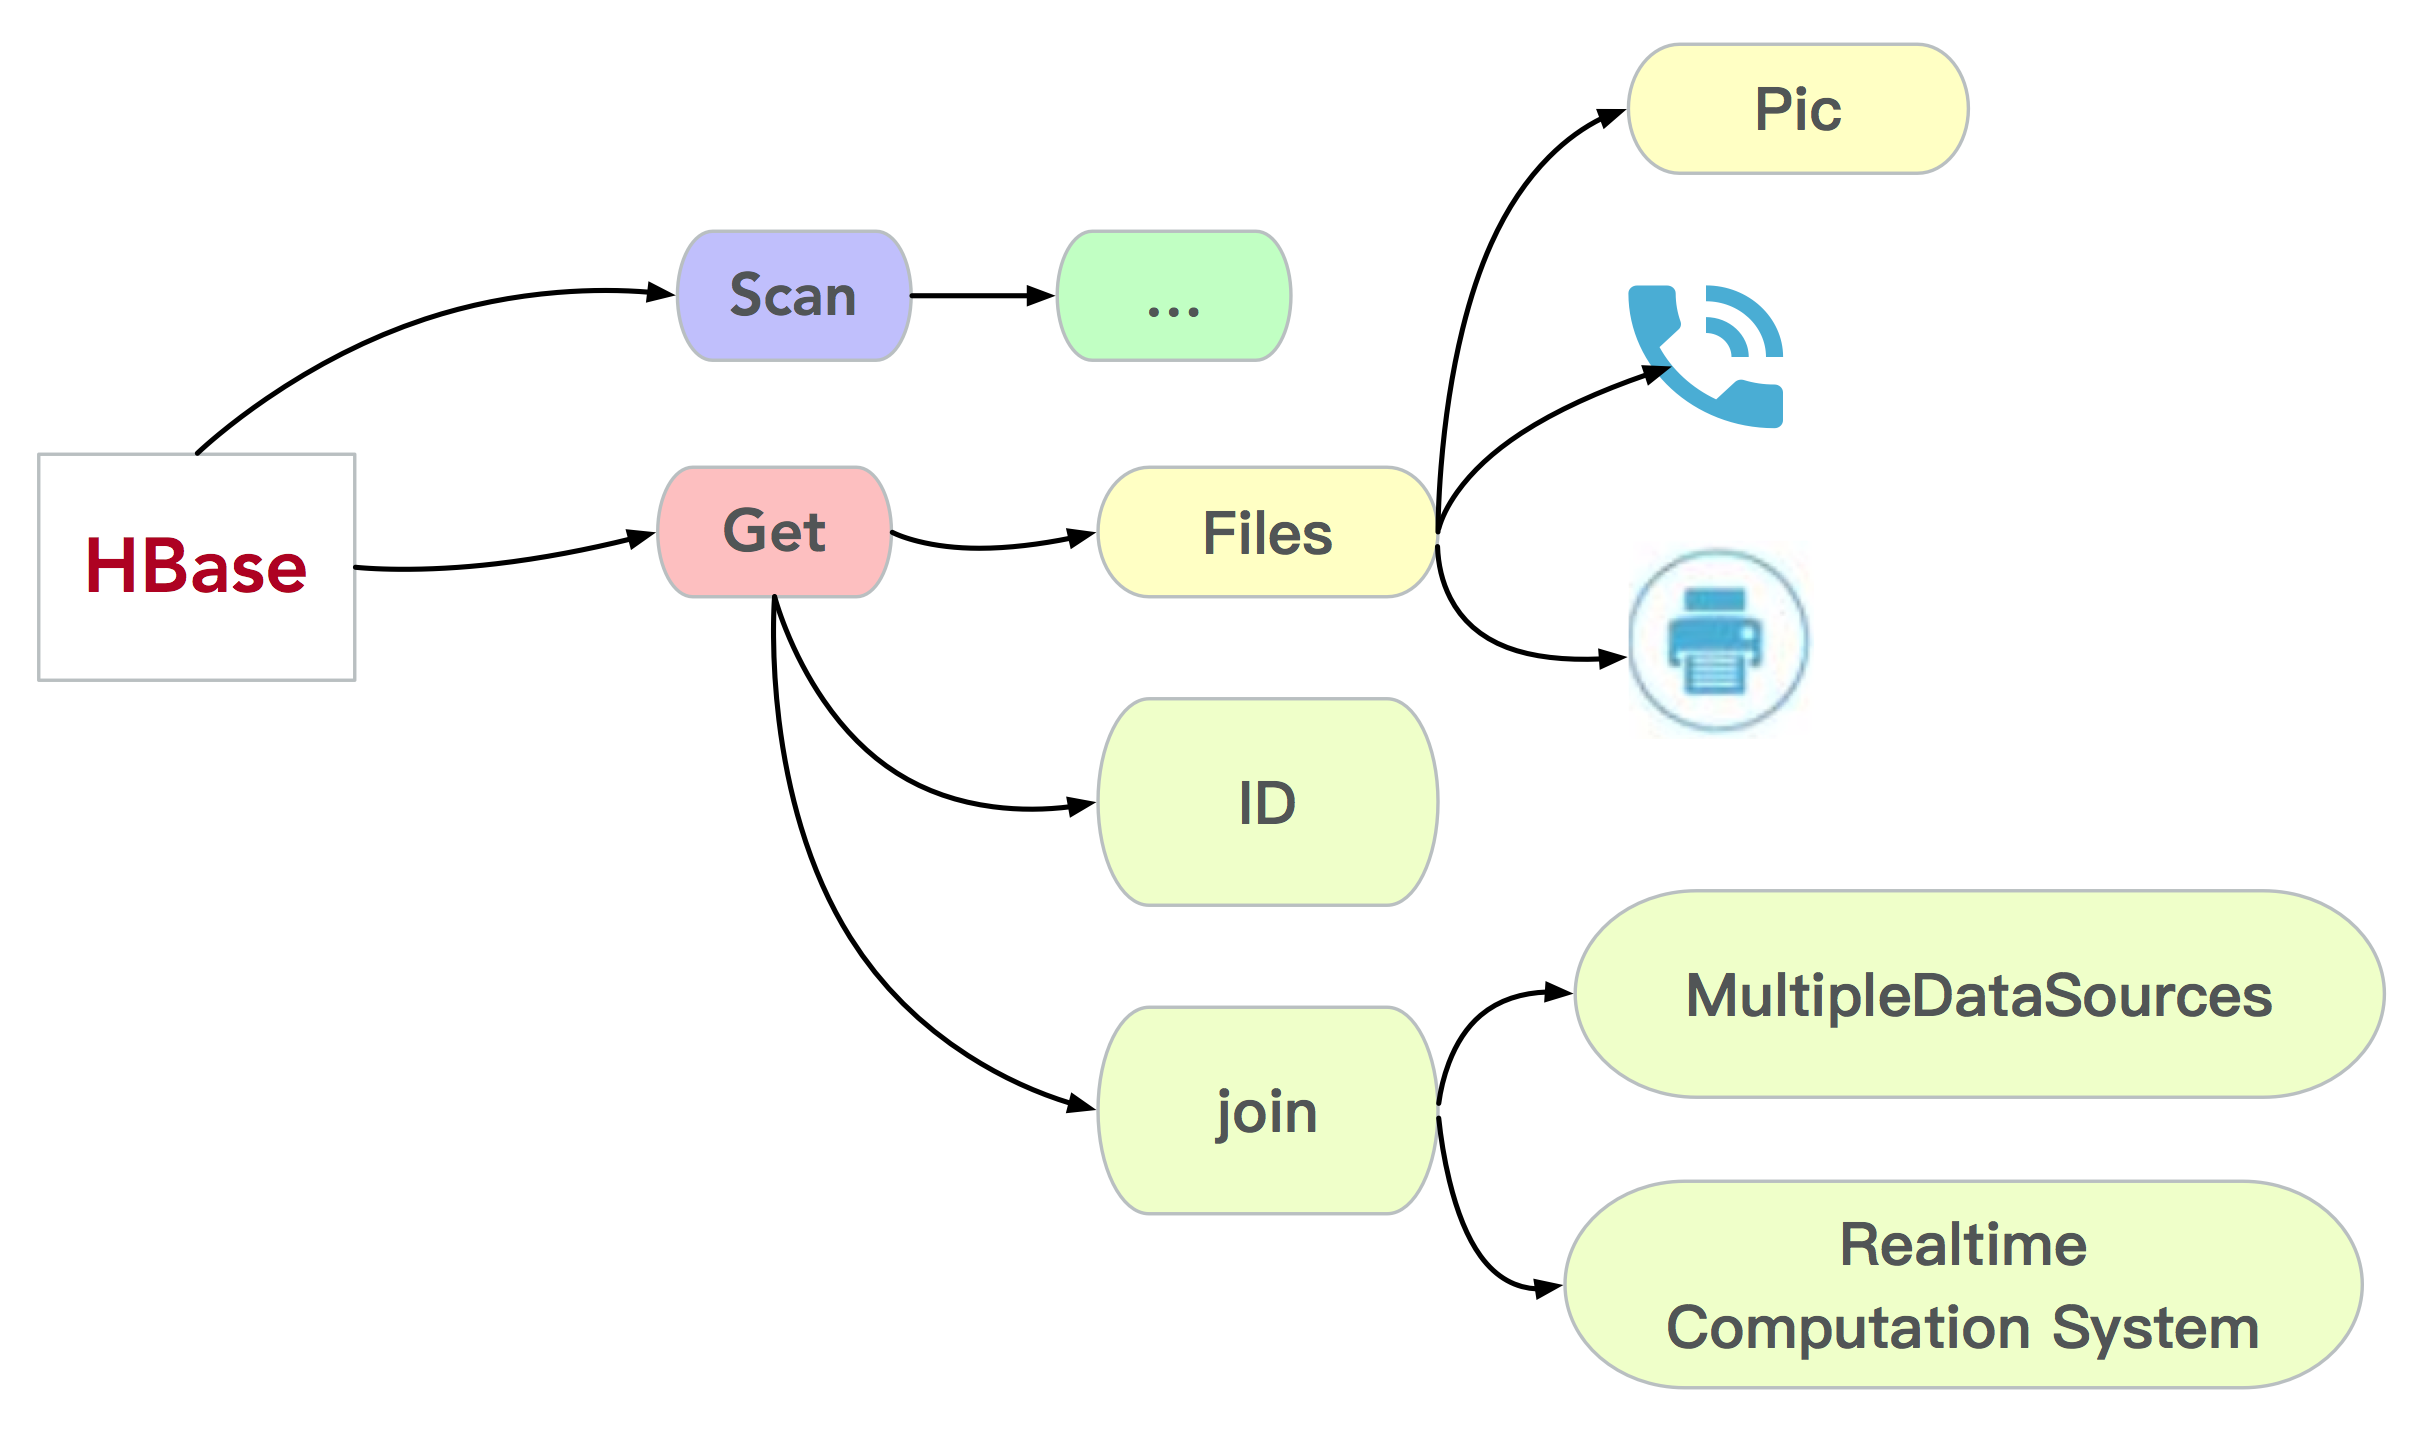 Pic
Scan
...
HBase
Get
Files
ID
MultipleDataSources
join
Realtime
Computation System